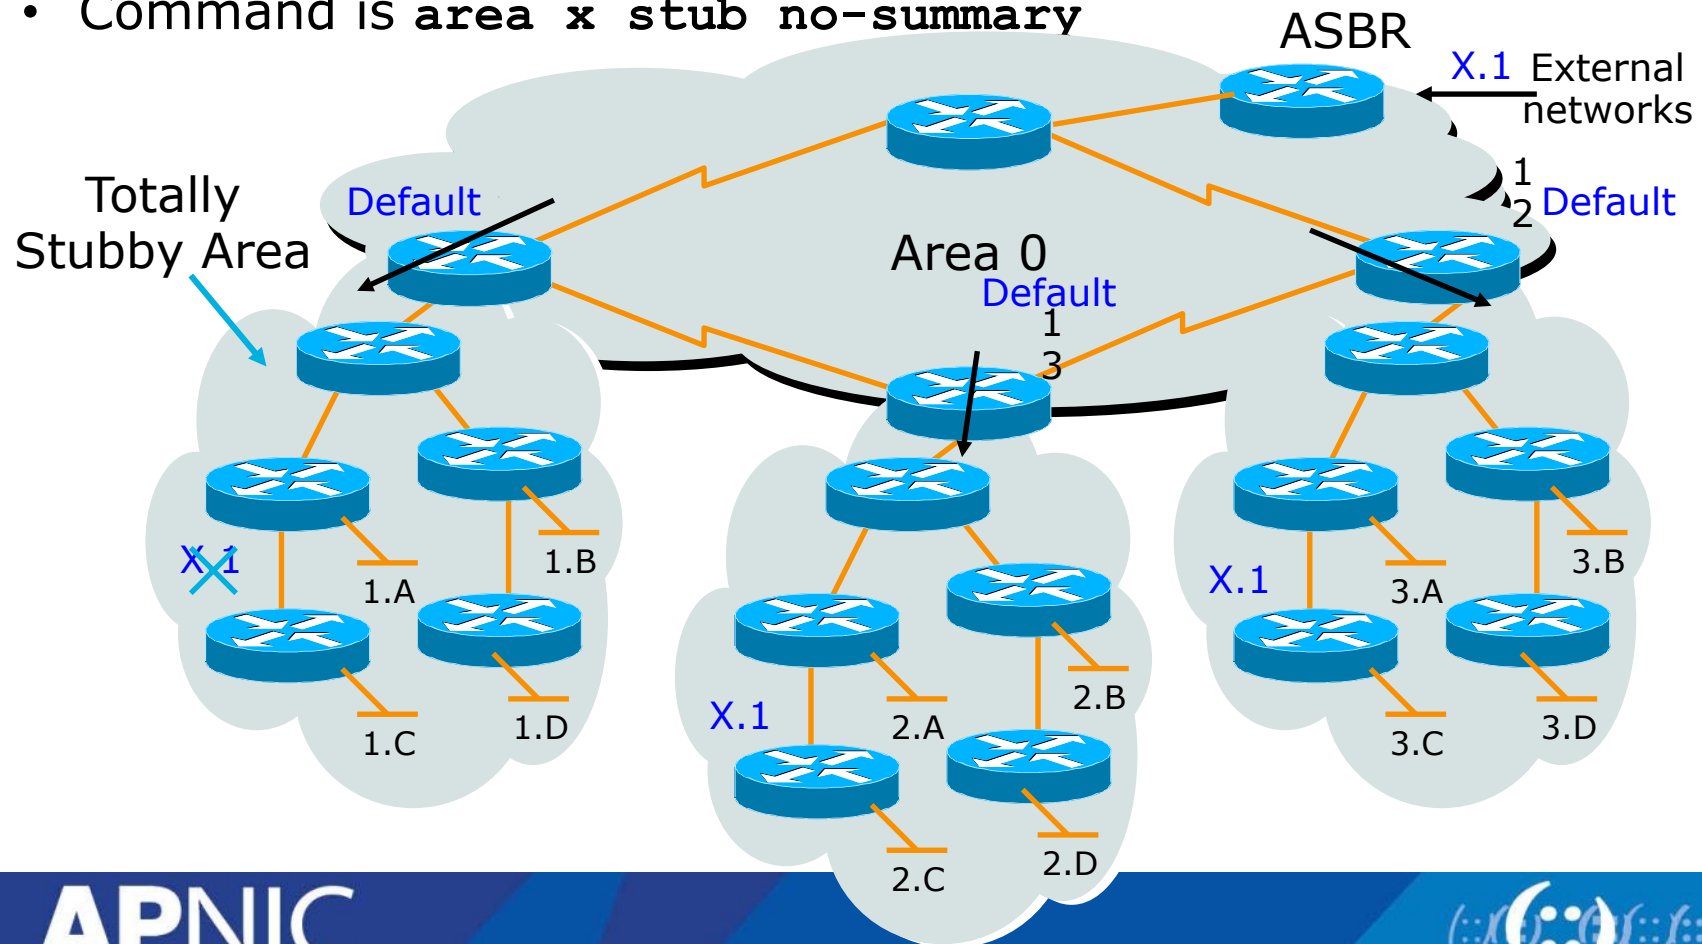 • Command is area x stub no-summary
ASBR
X.1 External
networks
Totally
Stubby Area
Default
1
2
Default
Area 0
Default
1
3
X.1
1.A
1.B
1.C
1.D
X.1
2.A
2.B
2.C
2.D
X.1
3.A
3.B
3.C
3.D
APNIC